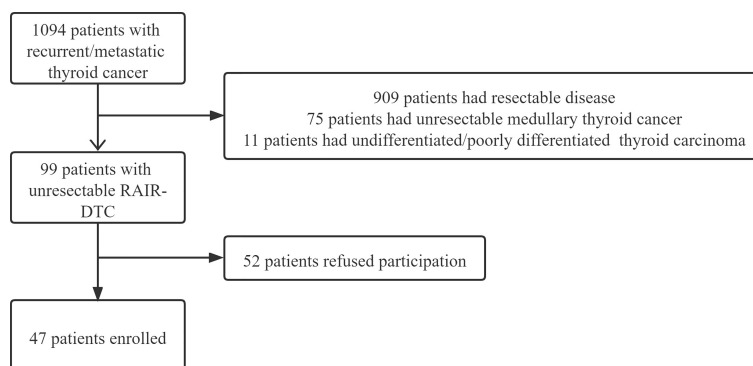 1094 patients with
recurrent/metastatic
thyroid cancer
909 patients had resectable disease
75 patients had unresectable medullary thyroid cancer
11 patients had undifferentiated/poorly differentiated thyroid carcinoma
99 patients with
unresectable RAIR-
DTC
52 patients refused participation
47 patients enrolled